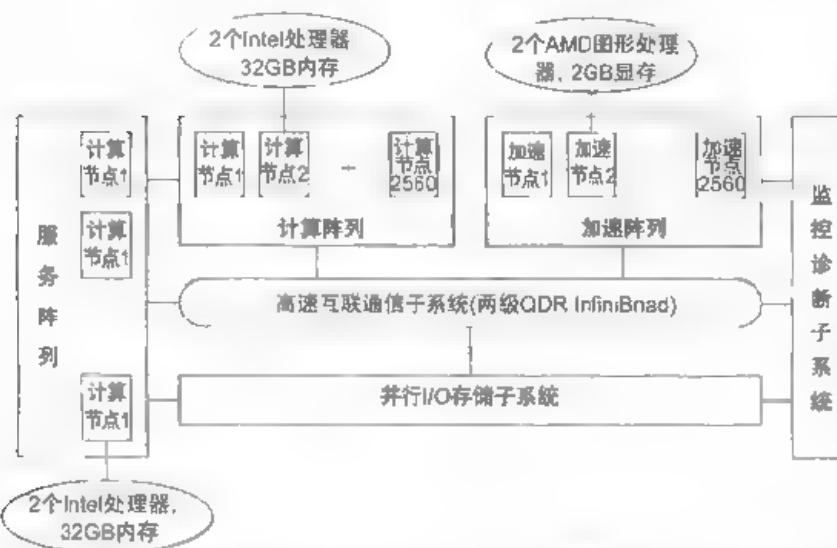 2个Intel处理器
32GB内存
2个AMD图形处理
器, 2GB显存
计算
节点1
计算
节点1
计算
节点2
计算
节点
2560
加速
节点1
加速
节点2
加速
节点
2560
计算
节点1
计算阵列
加速阵列
服务阵列
监控诊断子系统
高速互联通信子系统(两级QDR InfiniBnad)
计算
节点1
并行I/O存储子系统
2个Intel处理器,
32GB内存